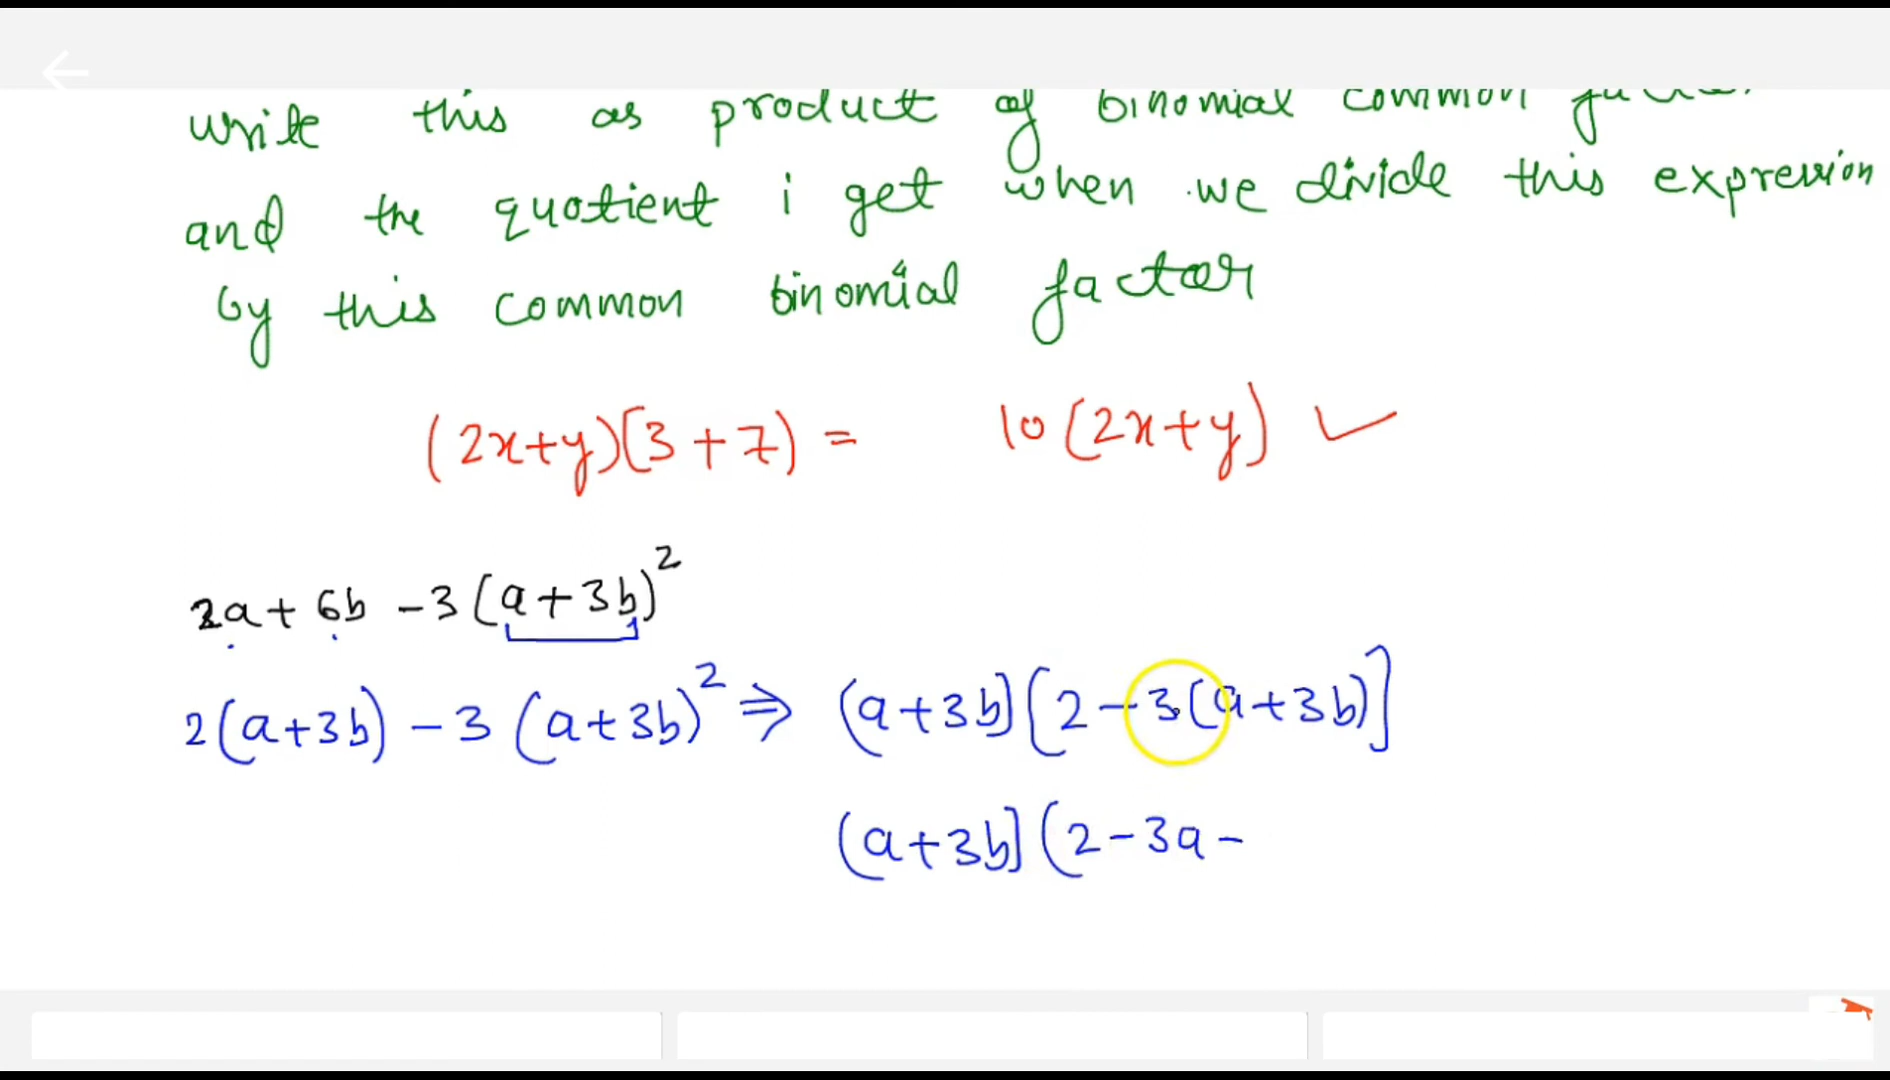 write this as product of binomial common
and the quotient i get when we divide this expression
by this common binomial factor
(2x+y)(3+7) = 10(2x+y) ✓
2a + 6b - 3(a+3b)²
2(a+3b) - 3(a+3b)² ⇒ (a+3b)[2-3(a+3b)]
(a+3b)(2-3a-